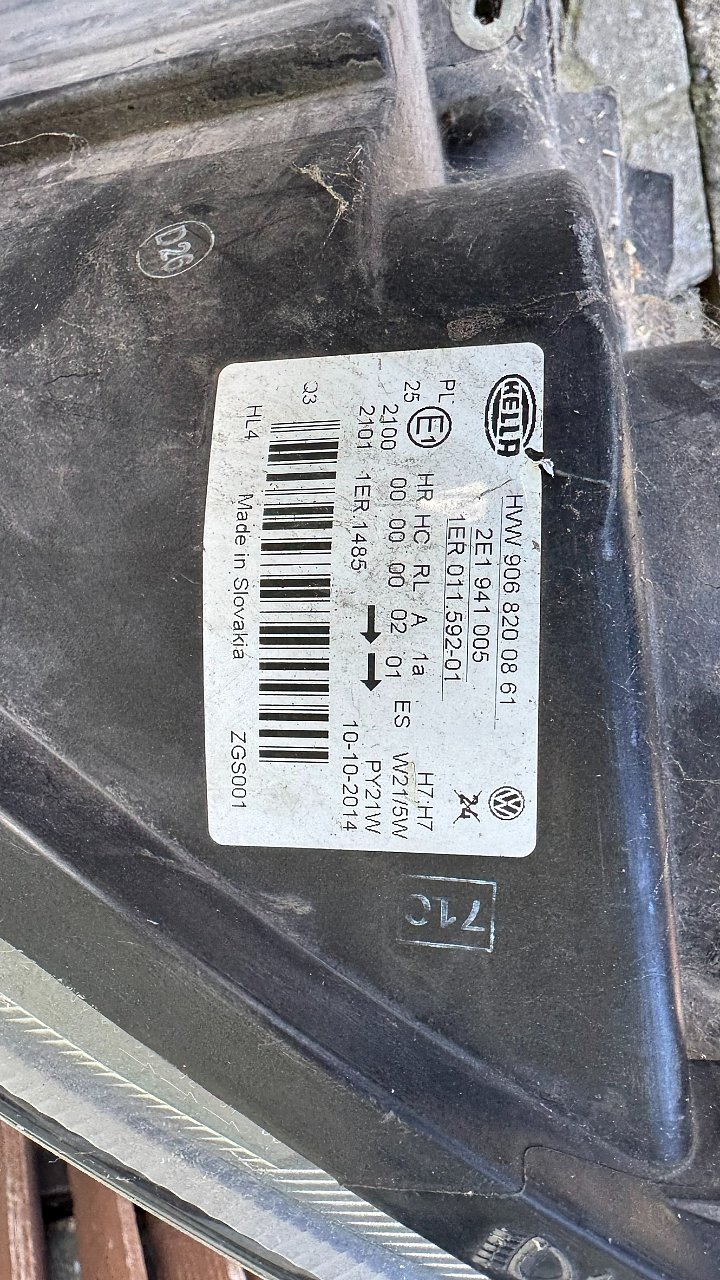 D26
HELLA
HVW 906 820 08 61
2E1 941 005
1ER 011.592-01
PL
25
E1
HR HC RL A 1a
H7.H7
24
2100 00 00 00 02 01 ES W21/5W
2101 1ER 1485 PY21W
10-10-2014
Q3
HL4 Made in Slovakia ZGS001
71C